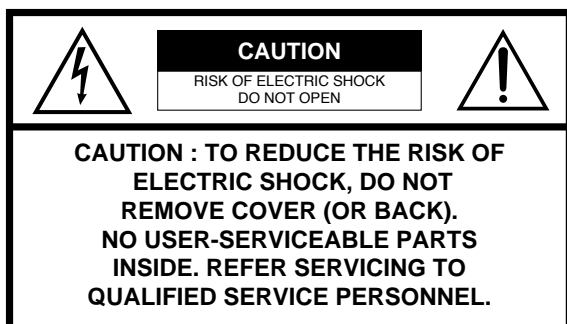 CAUTION
RISK OF ELECTRIC SHOCK
DO NOT OPEN
CAUTION : TO REDUCE THE RISK OF
ELECTRIC SHOCK, DO NOT
REMOVE COVER (OR BACK).
NO USER-SERVICEABLE PARTS
INSIDE. REFER SERVICING TO
QUALIFIED SERVICE PERSONNEL.